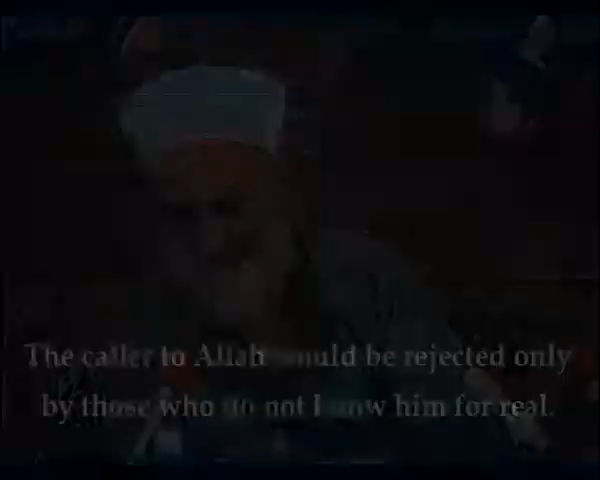 The caller to Allah would be rejected only
by those who do not know him for real.